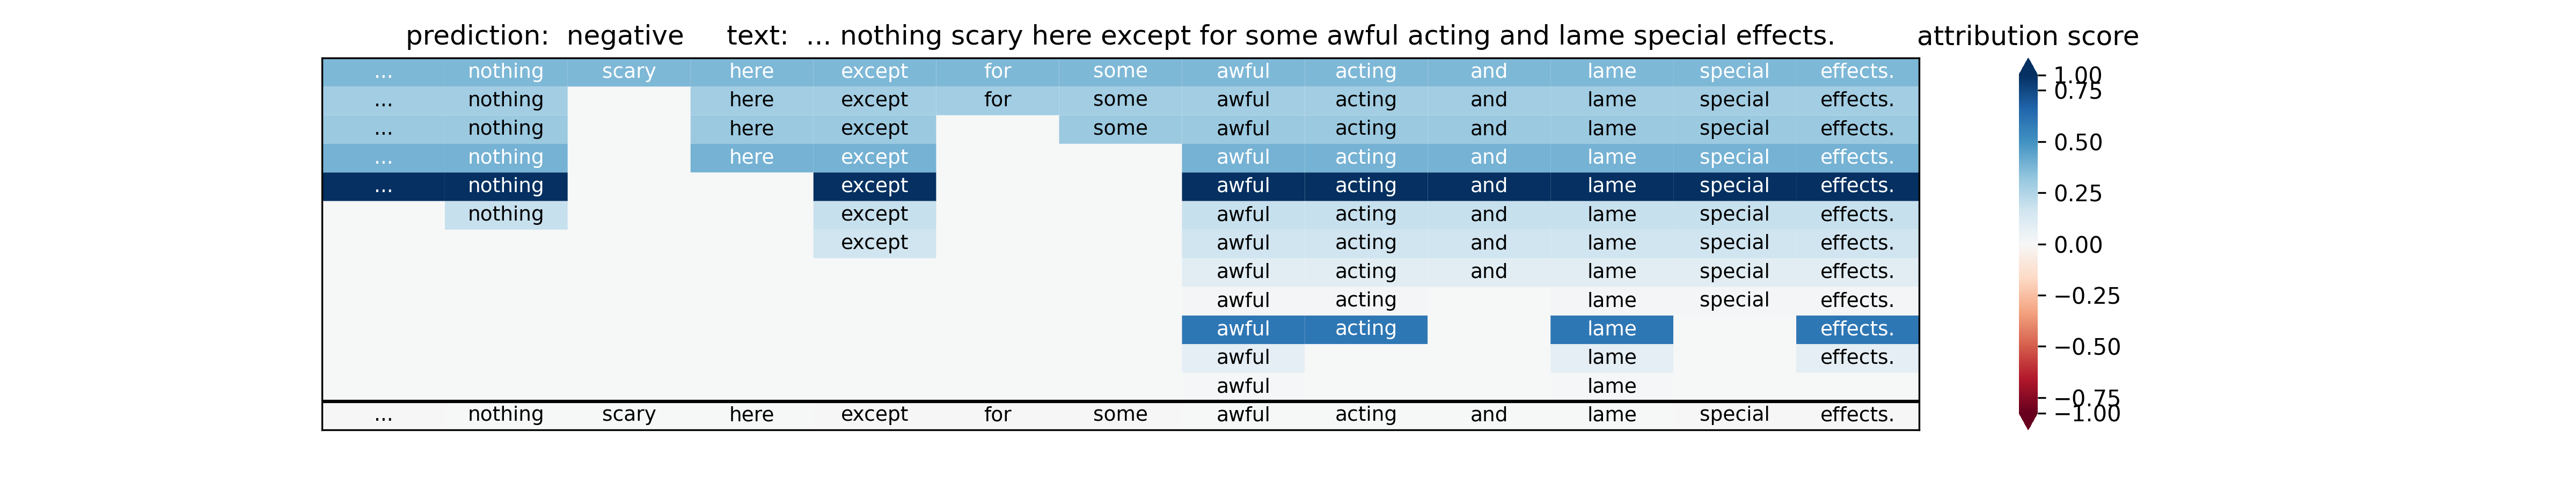 prediction: negative text: ... nothing scary here except for some awful acting and lame special effects. attribution score
... nothing scary here except for some awful acting and lame special effects.
... nothing here except for some awful acting and lame special effects.
... nothing here except some awful acting and lame special effects.
... nothing here except awful acting and lame special effects.
... nothing except awful acting and lame special effects.
nothing except awful acting and lame special effects.
except awful acting and lame special effects.
awful acting and lame special effects.
awful acting lame special effects.
awful acting lame effects.
awful lame effects.
awful lame
... nothing scary here except for some awful acting and lame special effects.
1.00
0.75
0.50
0.25
0.00
−0.25
−0.50
−0.75
−1.00